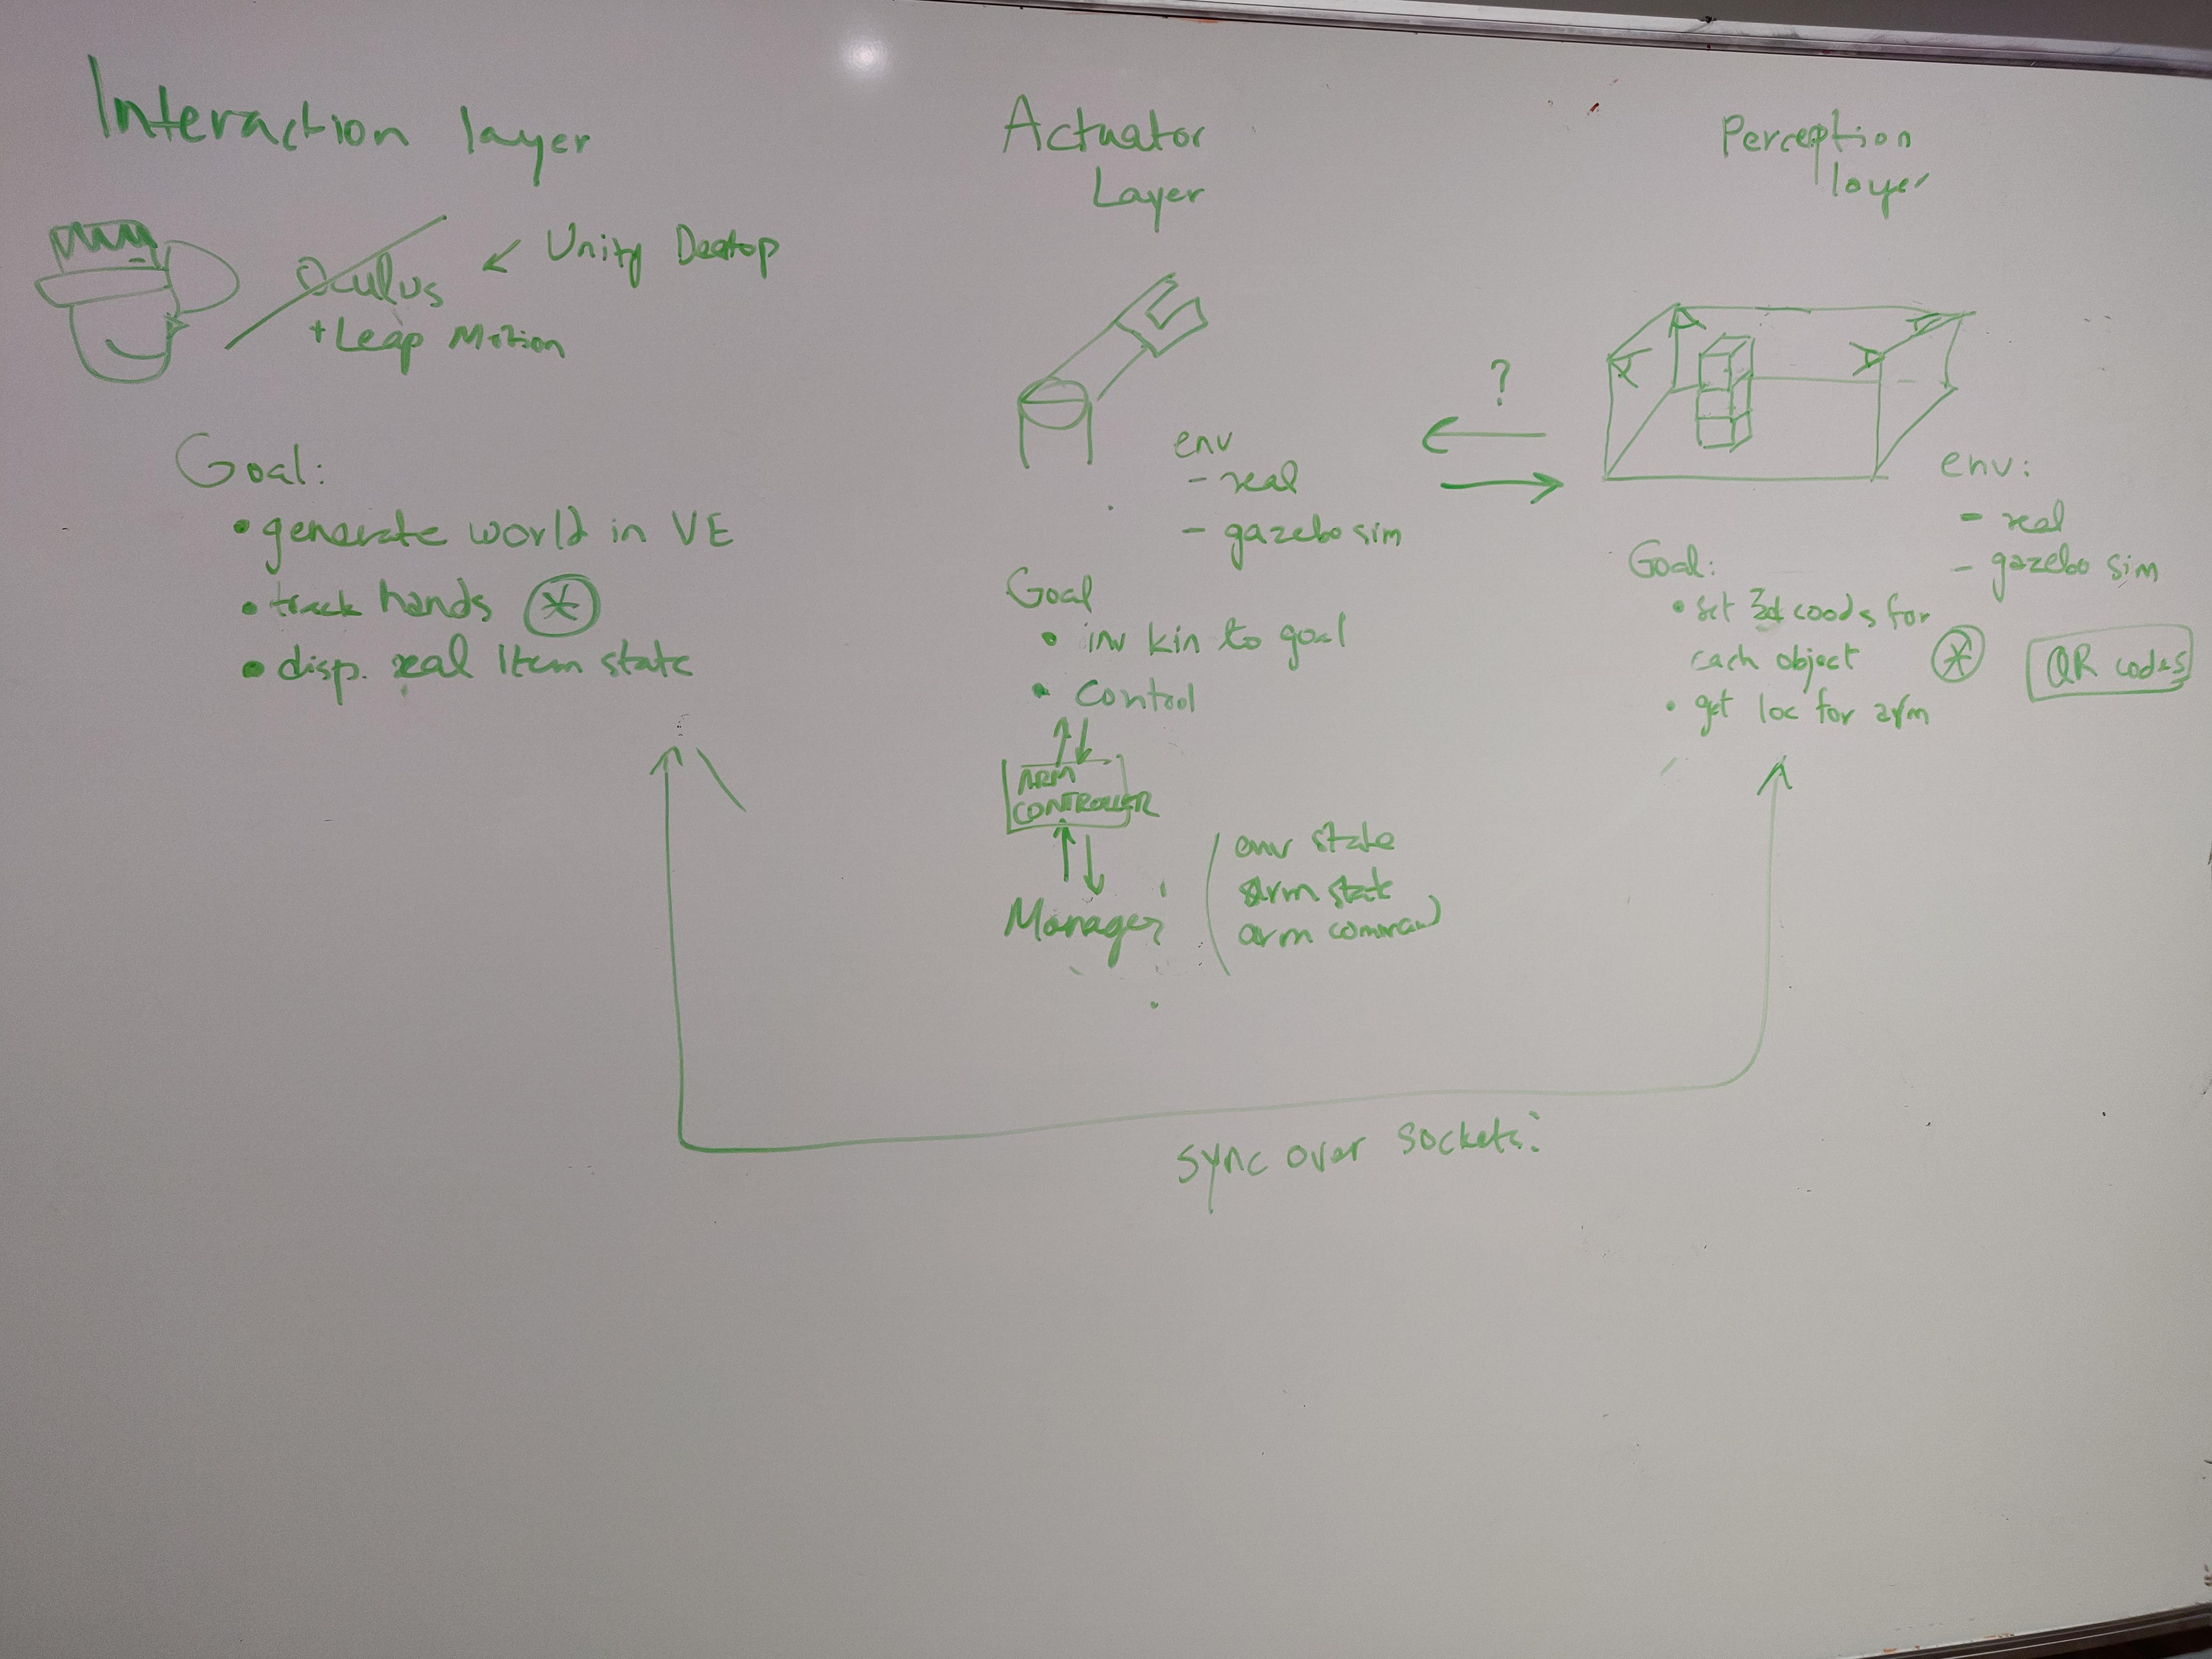 Interaction layer
Oculus
+ Leap Motion
← Unity Desktop
Goal:
• generate world in VE
• track hands *
• disp. real item state
Actuator
Layer
env
- real
- gazebo sim
Goal
• inv kin to goal
• control
ARM
CONTROLLER
Manager
env state
arm state
arm command
?
Perception
layer
env:
- real
- gazebo sim
Goal:
• 3d coods for
each object *
• get loc for arm
QR codes
sync over sockets: